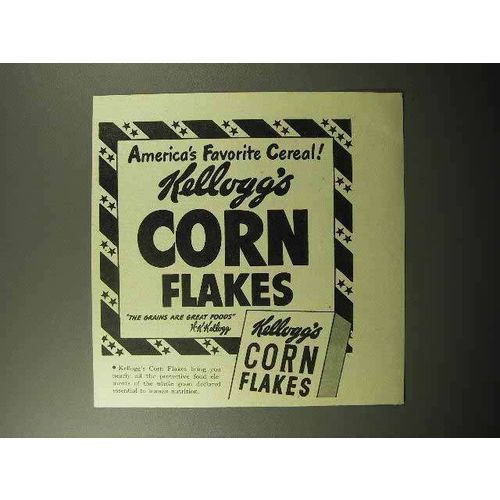 America's Favorite Cereal!
Kellogg's
CORN
FLAKES
"THE GRAINS ARE GREAT FOODS"
W.K. Kellogg
Kellogg's
CORN
FLAKES
• Kellogg's Corn Flakes bring you
nearly all the protective food ele-
ments of the whole grain declared
essential to human nutrition.